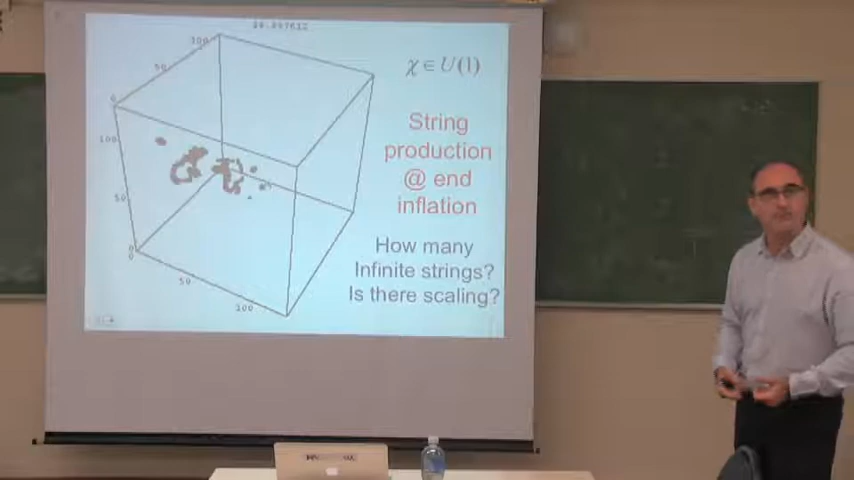 100
50
0
100
50
0
0
50
100
χ ∈ U(1)
String
production
@ end
inflation
How many
Infinite strings?
Is there scaling?